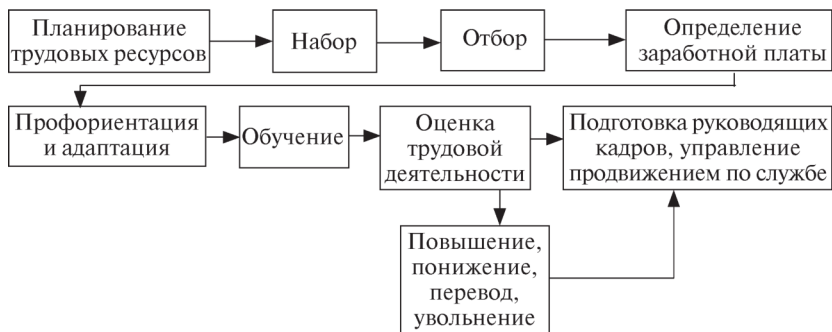 Планирование
трудовых ресурсов
Набор
Отбор
Определение
заработной платы
Профориентация
и адаптация
Обучение
Оценка
трудовой
деятельности
Подготовка руководящих
кадров, управление
продвижением по службе
Повышение,
понижение,
перевод,
увольнение